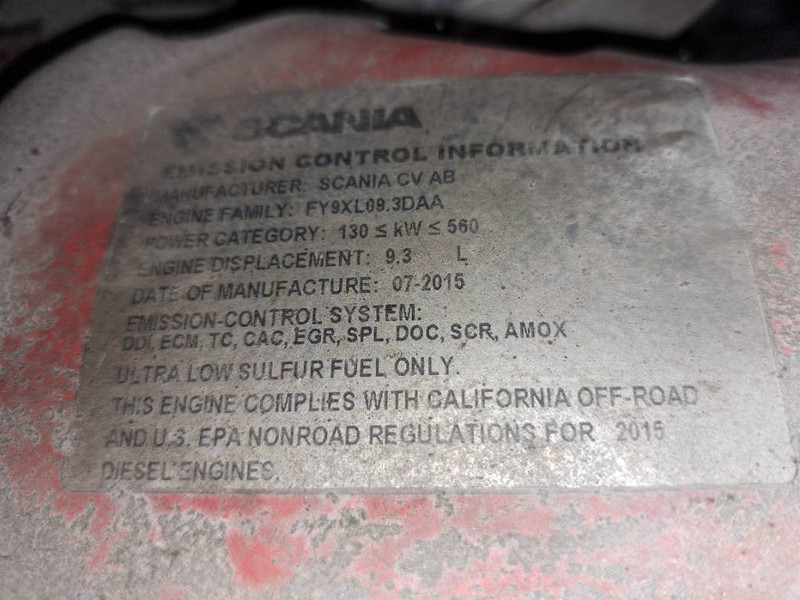 SCANIA
EMISSION CONTROL INFORMATION
MANUFACTURER: SCANIA CV AB
ENGINE FAMILY: FY9XL09.3DAA
POWER CATEGORY: 130 ≤ kW ≤ 560
ENGINE DISPLACEMENT: 9.3 L
DATE OF MANUFACTURE: 07-2015
EMISSION-CONTROL SYSTEM:
DDI, ECM, TC, CAC, EGR, SPL, DOC, SCR, AMOX
ULTRA LOW SULFUR FUEL ONLY.
THIS ENGINE COMPLIES WITH CALIFORNIA OFF-ROAD
AND U.S. EPA NONROAD REGULATIONS FOR 2015
DIESEL ENGINES.